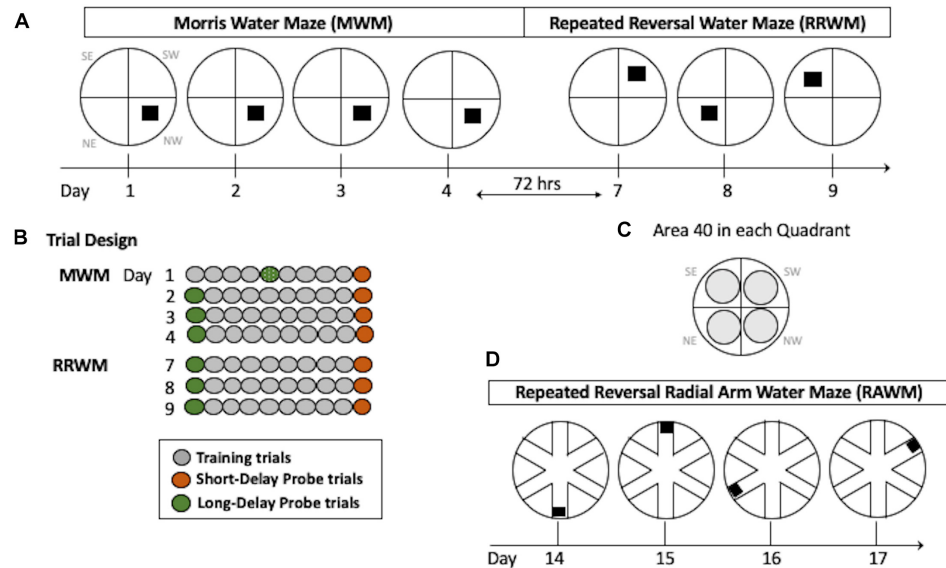 A
Morris Water Maze (MWM)
Repeated Reversal Water Maze (RRWM)
SE
SW
NE
NW
72 hrs
Day
1
2
3
4
7
8
9
B
Trial Design
MWM Day 1
2
3
4
RRWM
7
8
9
Training trials
Short-Delay Probe trials
Long-Delay Probe trials
C
Area 40 in each Quadrant
SE
SW
NE
NW
D
Repeated Reversal Radial Arm Water Maze (RAWM)
Day
14
15
16
17